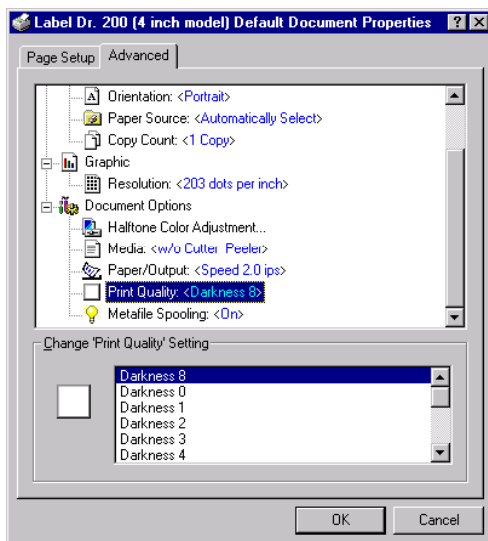 Label Dr. 200 (4 inch model) Default Document Properties
Page Setup
Advanced
Orientation: <Portrait>
Paper Source: <Automatically Select>
Copy Count: <1 Copy>
Graphic
Resolution: <203 dots per inch>
Document Options
Halftone Color Adjustment...
Media: <w/o Cutter Peeler>
Paper/Output: <Speed 2.0 ips>
Print Quality: <Darkness 8>
Metafile Spooling: <On>
Change 'Print Quality' Setting
Darkness 8
Darkness 0
Darkness 1
Darkness 2
Darkness 3
Darkness 4
OK
Cancel